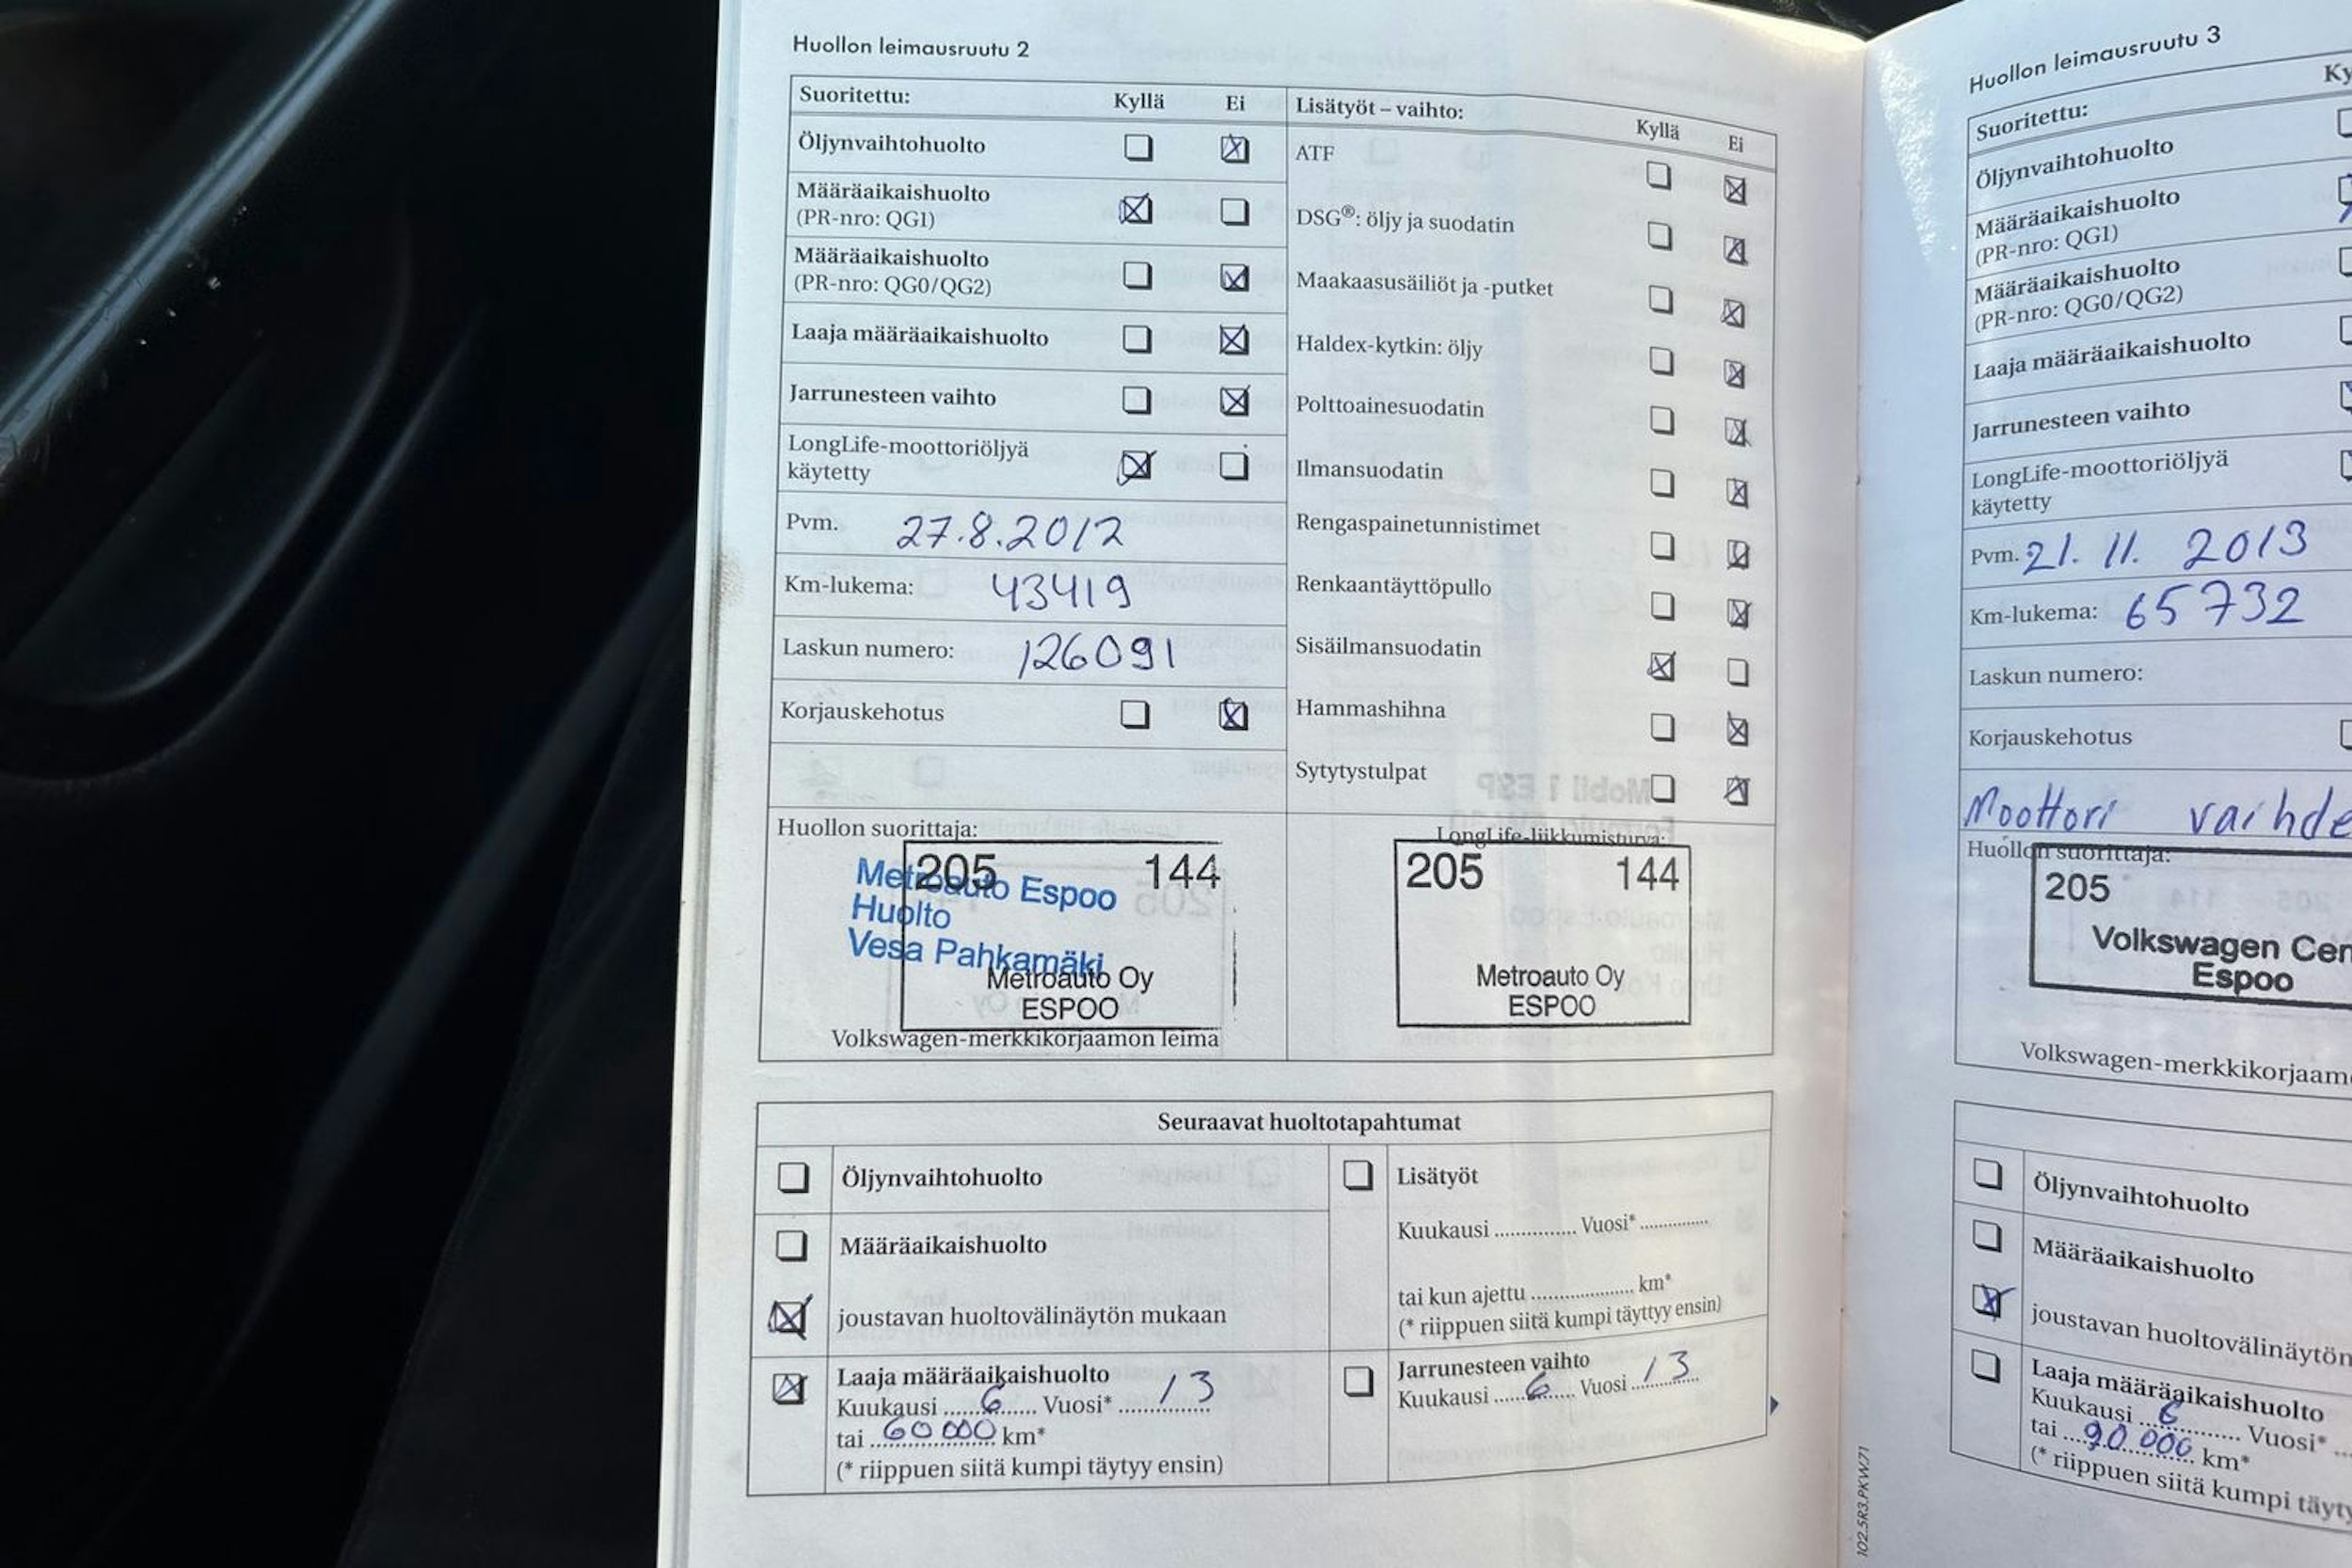 Huollon leimausruutu 2
Suoritettu: Kyllä Ei
Öljynvaihtohuolto
Määräaikaishuolto
(PR-nro: QG1)
Määräaikaishuolto
(PR-nro: QG0/QG2)
Laaja määräaikaishuolto
Jarrunesteen vaihto
LongLife-moottoriöljyä
käytetty
Pvm. 27.8.2012
Km-lukema: 43419
Laskun numero: 126091
Korjauskehotus
Lisätyöt – vaihto: Kyllä Ei
ATF
DSG®: öljy ja suodatin
Maakaasusäiliöt ja -putket
Haldex-kytkin: öljy
Polttoainesuodatin
Ilmansuodatin
Rengaspainetunnistimet
Renkaantäyttöpullo
Sisäilmansuodatin
Hammashihna
Sytytystulpat
Huollon suorittaja:
205 144
Metroauto Espoo
Huolto
Vesa Pahkamäki
Metroauto Oy
ESPOO
Volkswagen-merkkikorjaamon leima
LongLife-liikkumisturva:
205 144
Metroauto Oy
ESPOO
Seuraavat huoltotapahtumat
Öljynvaihtohuolto
Määräaikaishuolto
joustavan huoltovälinäytön mukaan
Laaja määräaikaishuolto
Kuukausi 6 Vuosi* 13
tai 60 000 km*
(* riippuen siitä kumpi täytyy ensin)
Lisätyöt
Kuukausi .............. Vuosi* ..............
tai kun ajettu .................... km*
(* riippuen siitä kumpi täyttyy ensin)
Jarrunesteen vaihto
Kuukausi 6 Vuosi 13
Huollon leimausruutu 3
Suoritettu: Ky
Öljynvaihtohuolto
Määräaikaishuolto
(PR-nro: QG1)
Määräaikaishuolto
(PR-nro: QG0/QG2)
Laaja määräaikaishuolto
Jarrunesteen vaihto
LongLife-moottoriöljyä
käytetty
Pvm. 21.11.2013
Km-lukema: 65732
Laskun numero:
Korjauskehotus
Moottori vaihde
Huollon suorittaja:
205
Volkswagen Cen
Espoo
Volkswagen-merkkikorjaam
Öljynvaihtohuolto
Määräaikaishuolto
joustavan huoltovälinäytön
Laaja määräaikaishuolto
Kuukausi 6 Vuosi*
tai 90 000 km*
(* riippuen siitä kumpi täyty
102.5R3.PKW.71